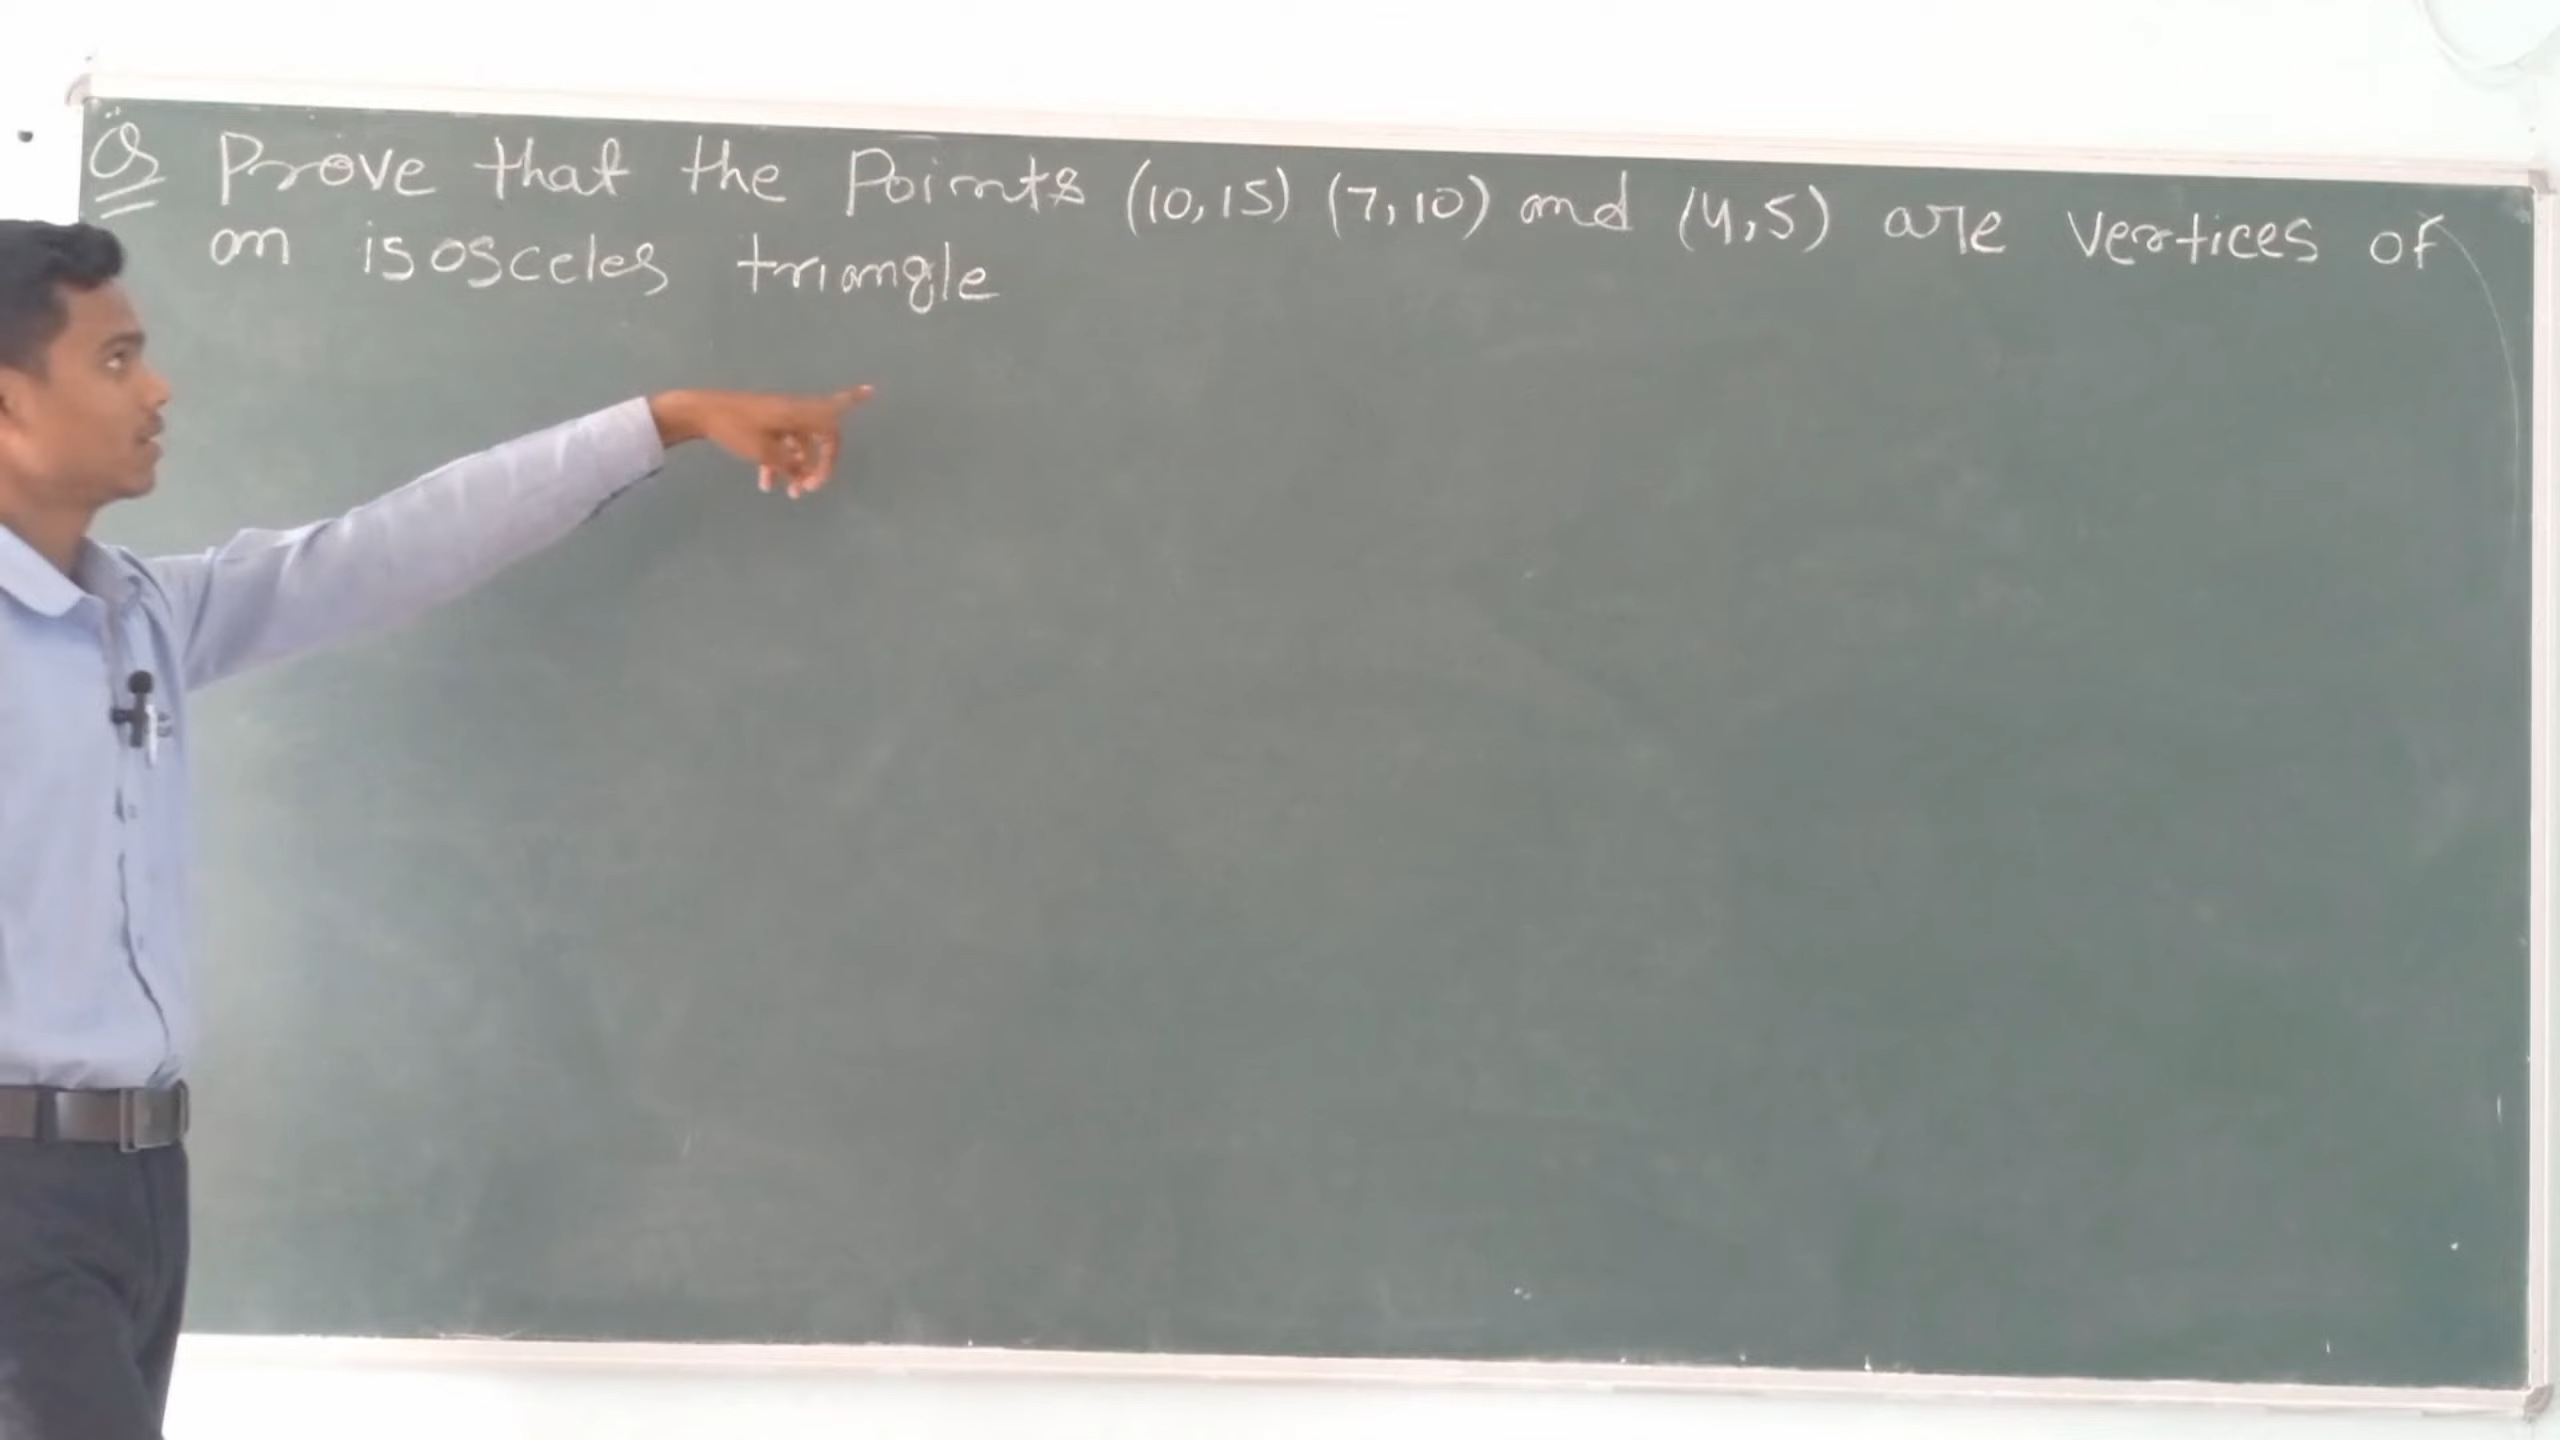 Q Prove that the Points (10,15) (7,10) and (4,5) are vertices of
an isosceles triangle